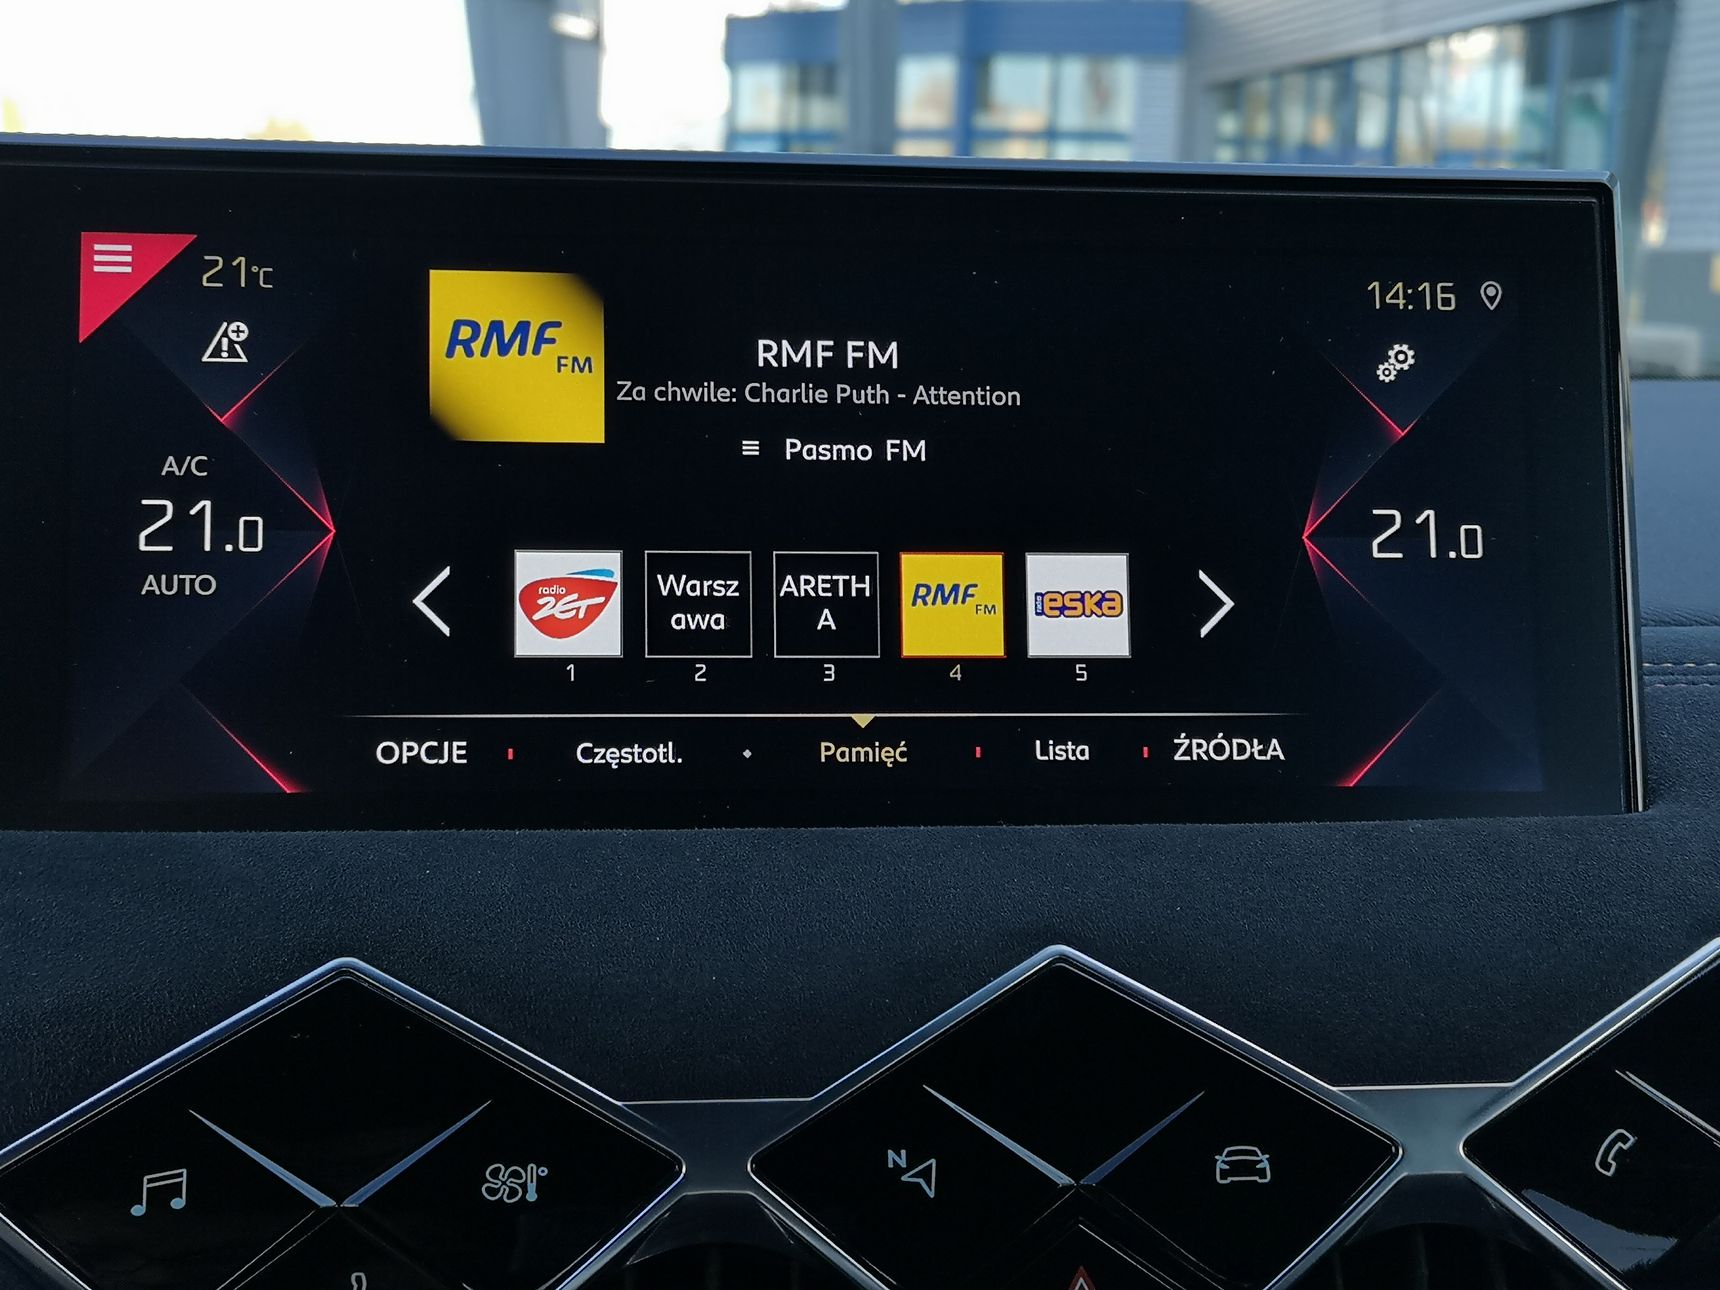 21°C
14:16
RMF FM
RMF FM
Za chwile: Charlie Puth - Attention
Pasmo FM
A/C
21.0
AUTO
21.0
radio ZET
Warsz
awa
ARETH
A
RMF FM
radio eska
1
2
3
4
5
OPCJE
Częstotl.
Pamięć
Lista
ŹRÓDŁA
N